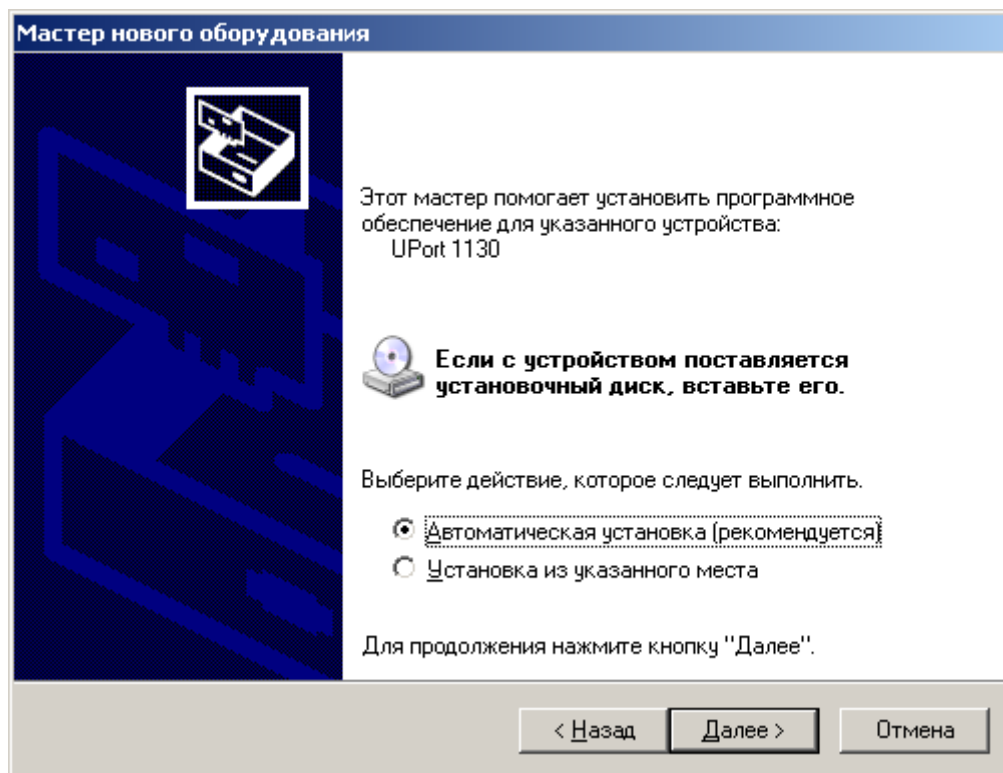 Мастер нового оборудования
Этот мастер помогает установить программное
обеспечение для указанного устройства:
UPort 1130
Если с устройством поставляется
установочный диск, вставьте его.
Выберите действие, которое следует выполнить.
Автоматическая установка (рекомендуется)
Установка из указанного места
Для продолжения нажмите кнопку "Далее".
< Назад Далее > Отмена